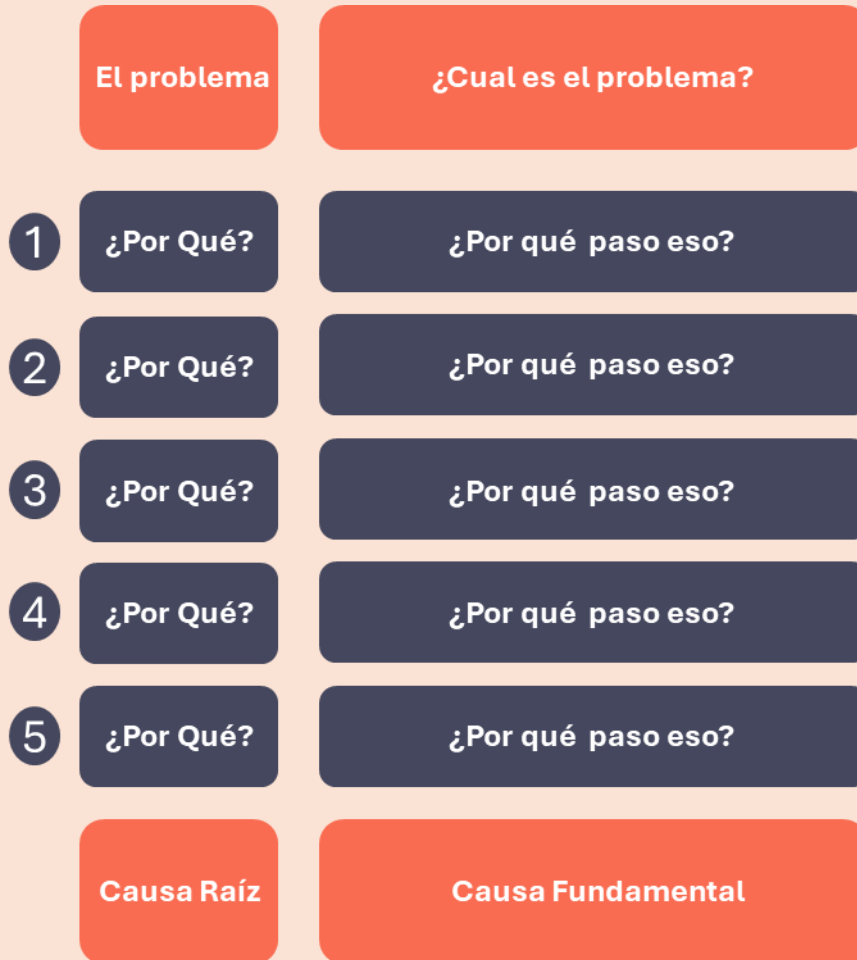 El problema
¿Cual es el problema?
1
¿Por Qué?
¿Por qué  paso eso?
2
¿Por Qué?
¿Por qué  paso eso?
3
¿Por Qué?
¿Por qué  paso eso?
4
¿Por Qué?
¿Por qué  paso eso?
5
¿Por Qué?
¿Por qué  paso eso?
Causa Raíz
Causa Fundamental